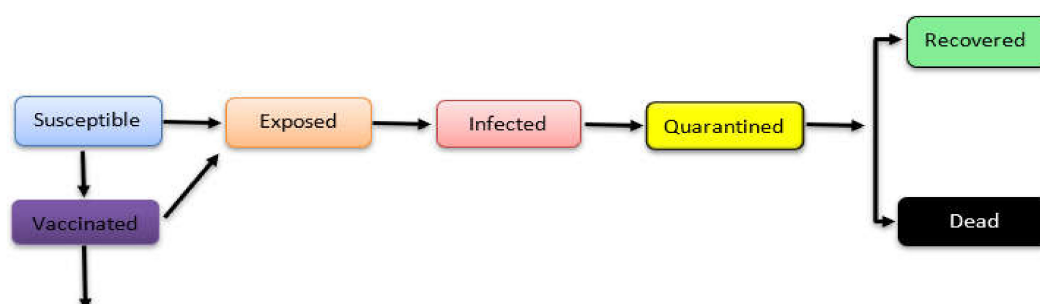 Recovered
Susceptible
Exposed
Infected
Quarantined
Vaccinated
Dead